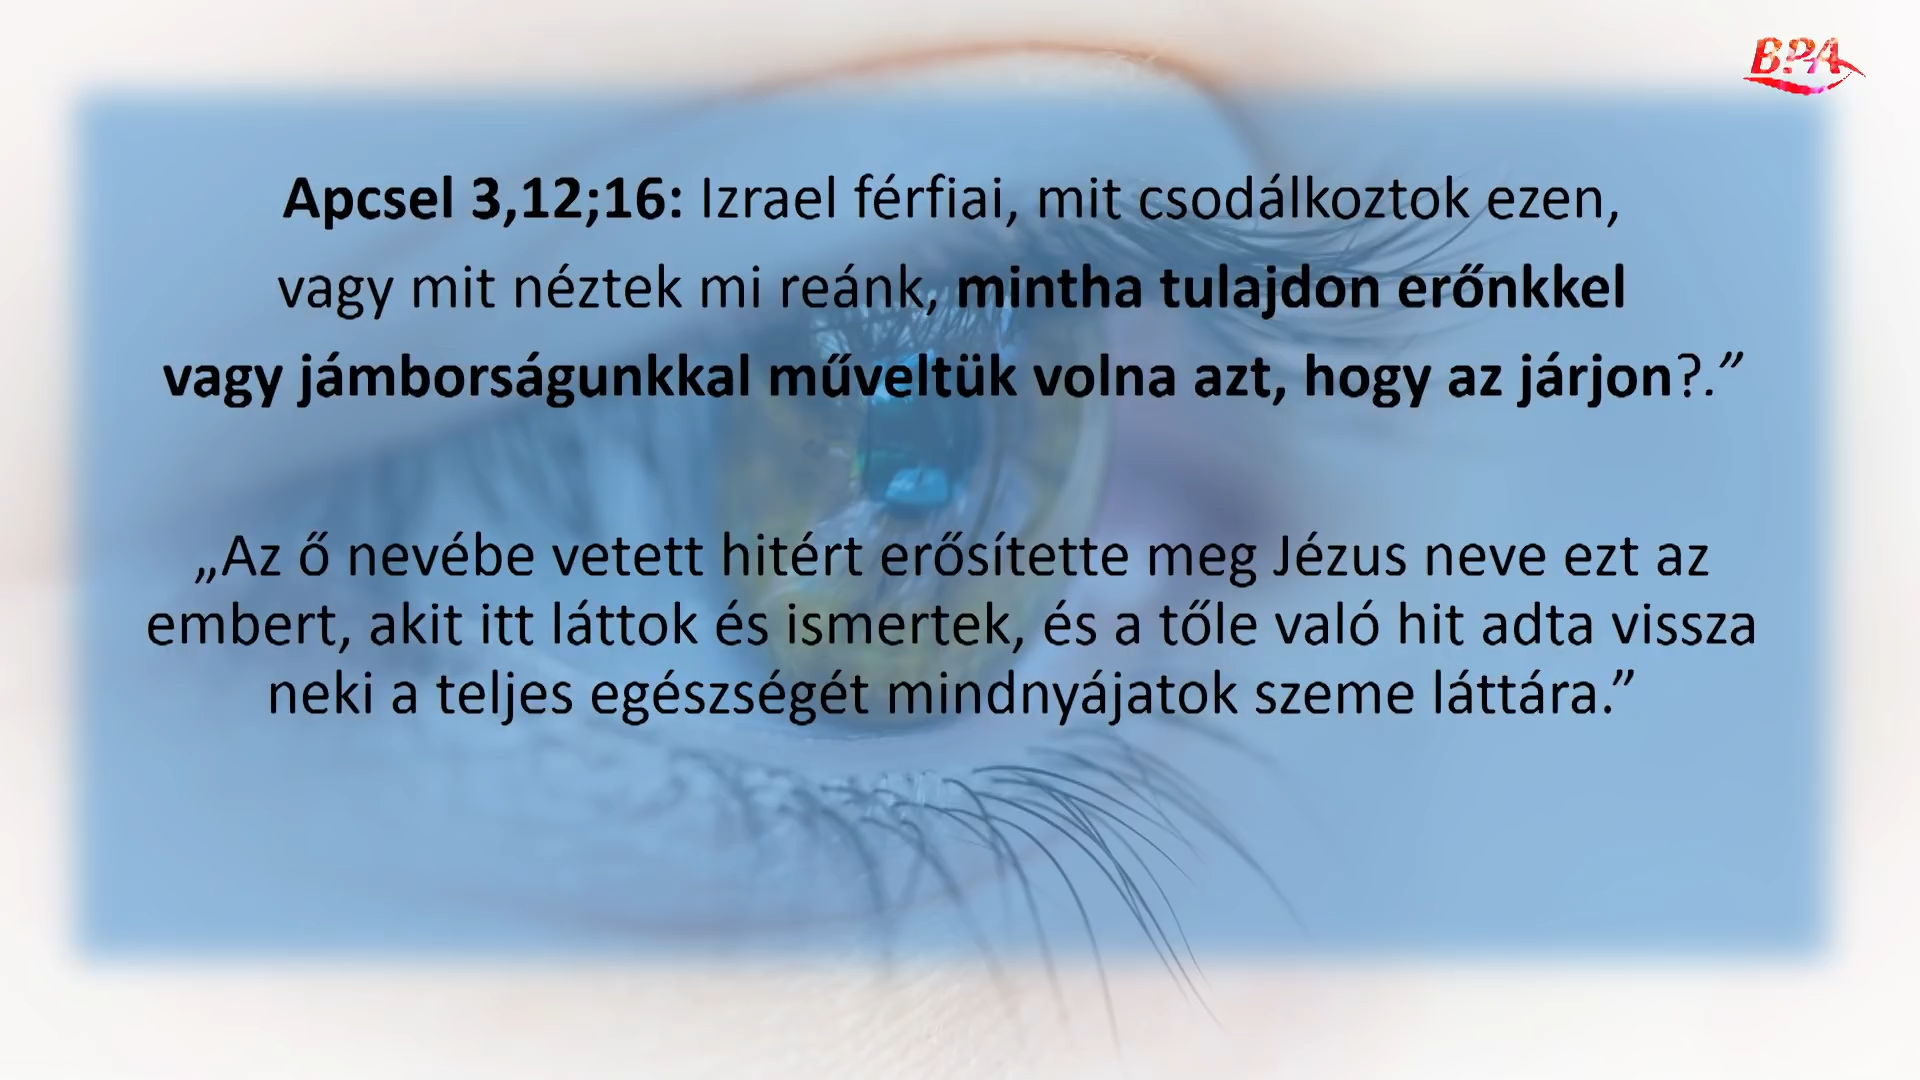 BPA
Apcsel 3,12;16: Izrael férfiai, mit csodálkoztok ezen,
vagy mit néztek mi reánk, mintha tulajdon erőnkkel
vagy jámborságunkkal műveltük volna azt, hogy az járjon?.”
„Az ő nevébe vetett hitért erősítette meg Jézus neve ezt az
embert, akit itt láttok és ismertek, és a tőle való hit adta vissza
neki a teljes egészségét mindnyájatok szeme láttára.”